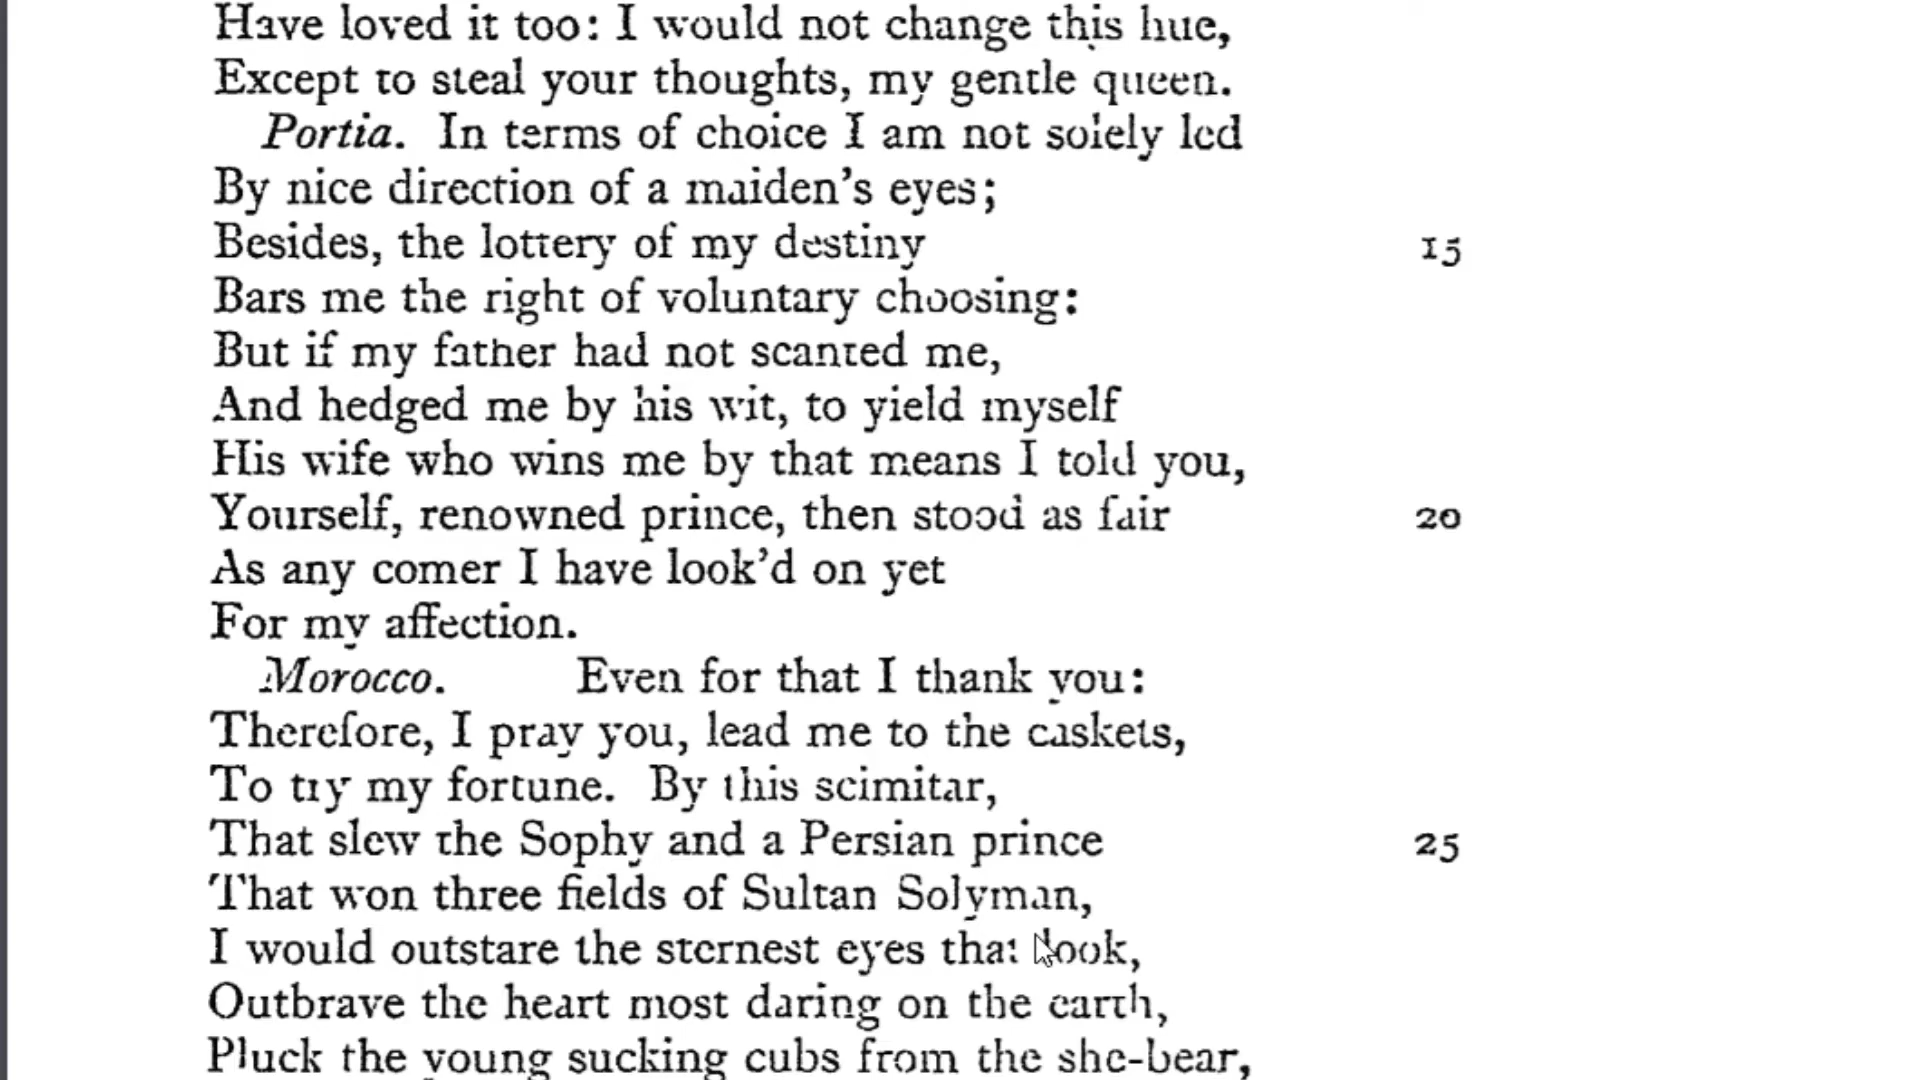 Have loved it too: I would not change this hue,
Except to steal your thoughts, my gentle queen.
Portia. In terms of choice I am not solely led
By nice direction of a maiden's eyes;
Besides, the lottery of my destiny 15
Bars me the right of voluntary choosing:
But if my father had not scanted me,
And hedged me by his wit, to yield myself
His wife who wins me by that means I told you,
Yourself, renowned prince, then stood as fair 20
As any comer I have look'd on yet
For my affection.
Morocco. Even for that I thank you:
Therefore, I pray you, lead me to the caskets,
To try my fortune. By this scimitar,
That slew the Sophy and a Persian prince 25
That won three fields of Sultan Solyman,
I would outstare the sternest eyes that look,
Outbrave the heart most daring on the earth,
Pluck the young sucking cubs from the she-bear,